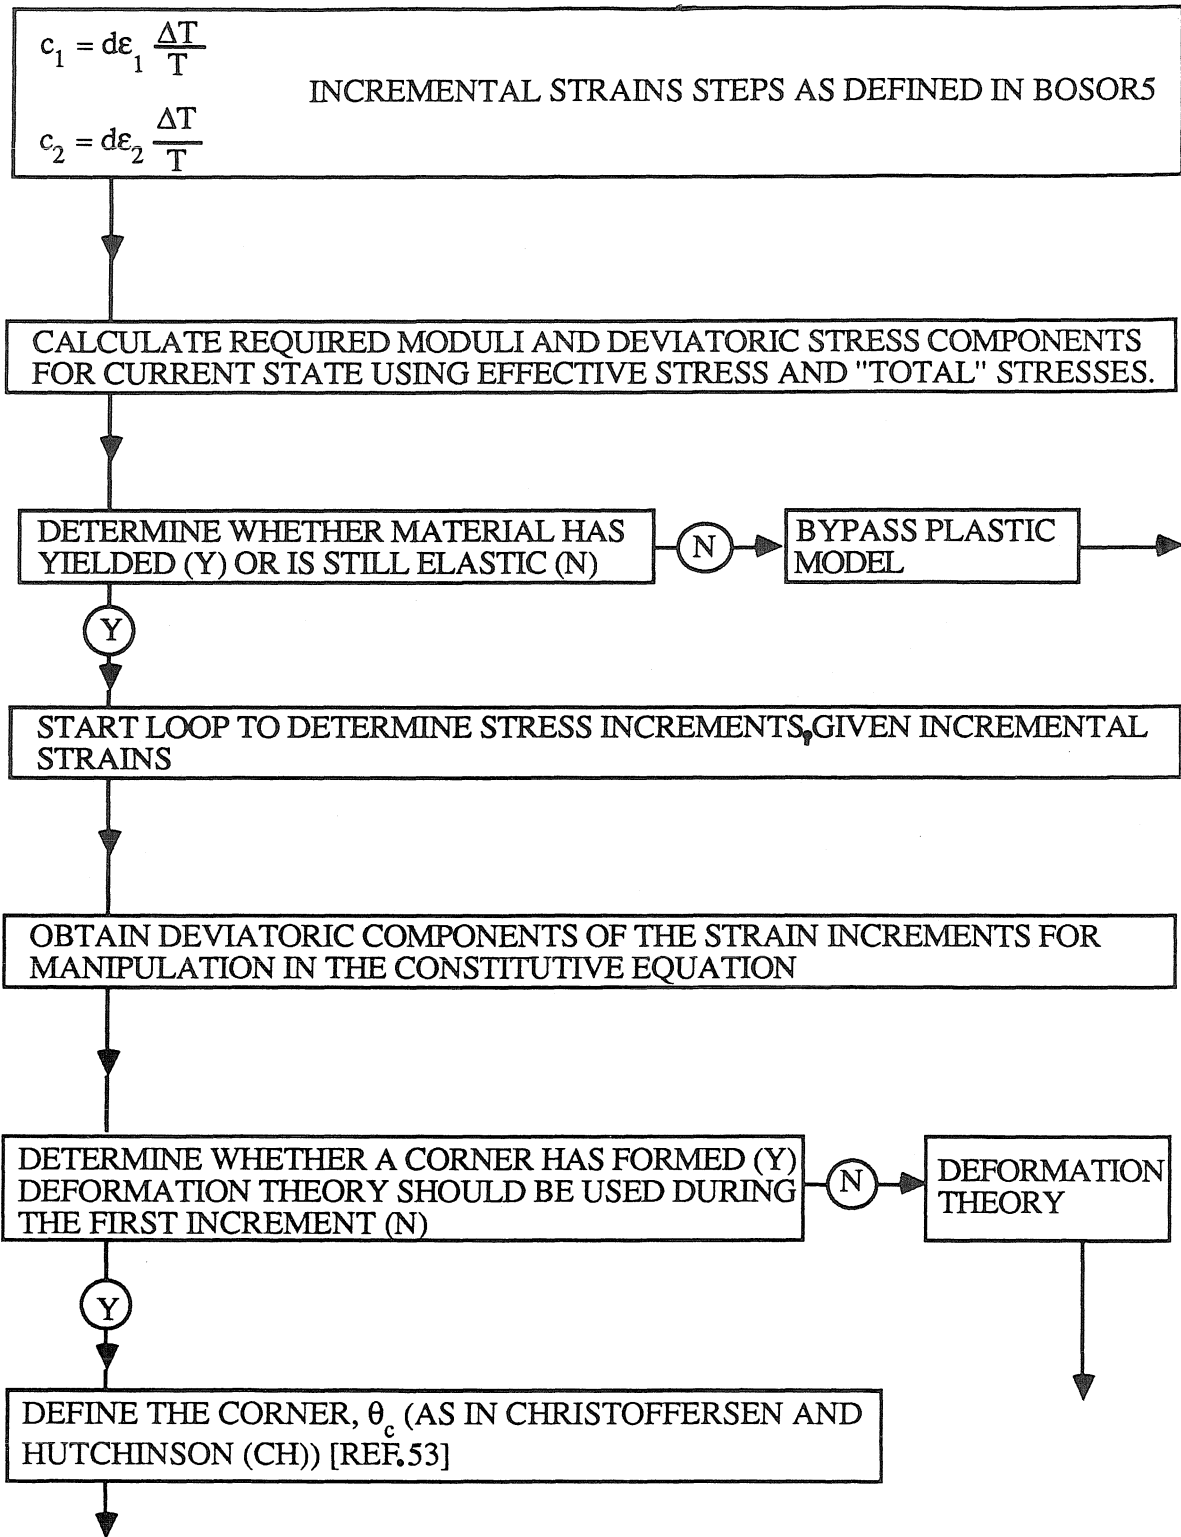 c₁ = dε₁ ΔT/T
INCREMENTAL STRAINS STEPS AS DEFINED IN BOSOR5
c₂ = dε₂ ΔT/T
CALCULATE REQUIRED MODULI AND DEVIATORIC STRESS COMPONENTS
FOR CURRENT STATE USING EFFECTIVE STRESS AND "TOTAL" STRESSES.
DETERMINE WHETHER MATERIAL HAS
YIELDED (Y) OR IS STILL ELASTIC (N)
N
BYPASS PLASTIC
MODEL
Y
START LOOP TO DETERMINE STRESS INCREMENTS, GIVEN INCREMENTAL
STRAINS
OBTAIN DEVIATORIC COMPONENTS OF THE STRAIN INCREMENTS FOR
MANIPULATION IN THE CONSTITUTIVE EQUATION
DETERMINE WHETHER A CORNER HAS FORMED (Y)
DEFORMATION THEORY SHOULD BE USED DURING
THE FIRST INCREMENT (N)
N
DEFORMATION
THEORY
Y
DEFINE THE CORNER, θ_c (AS IN CHRISTOFFERSEN AND
HUTCHINSON (CH)) [REF.53]